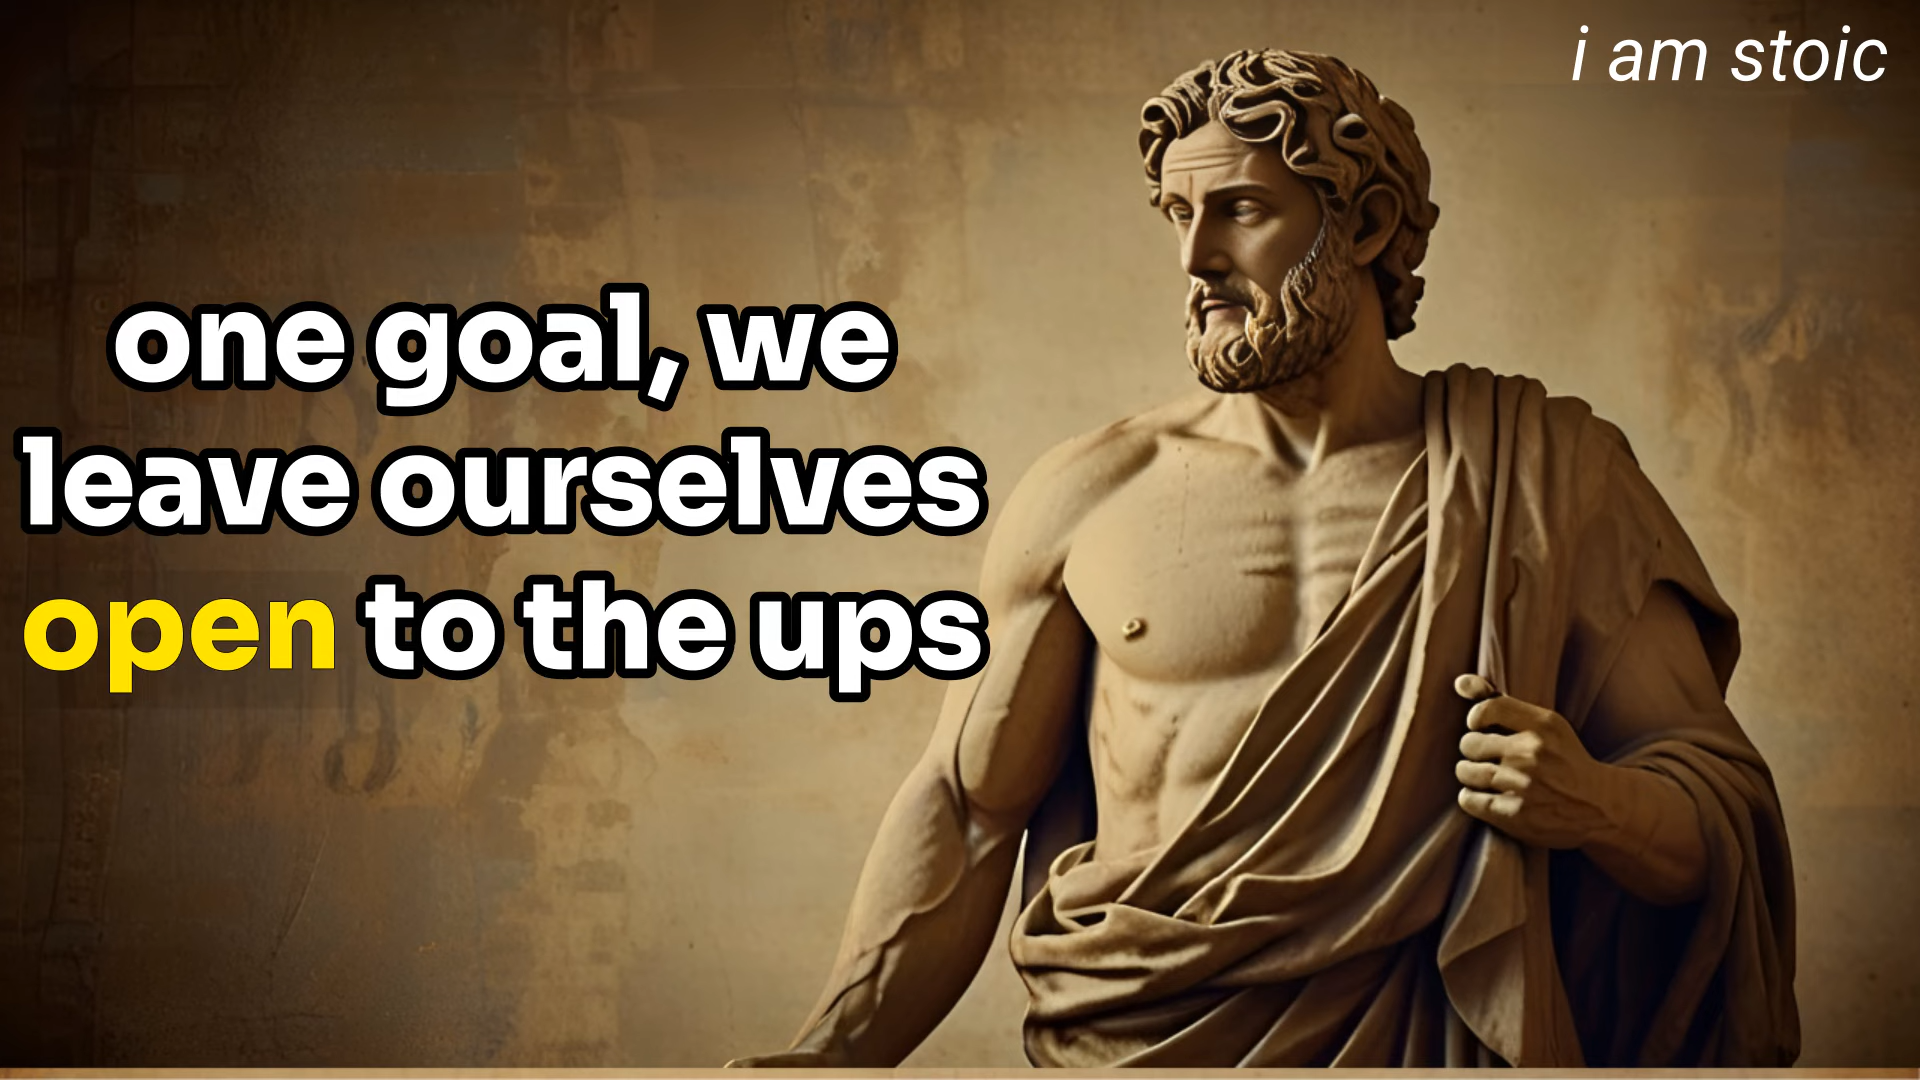 i am stoic
one goal, we
leave ourselves
open to the ups